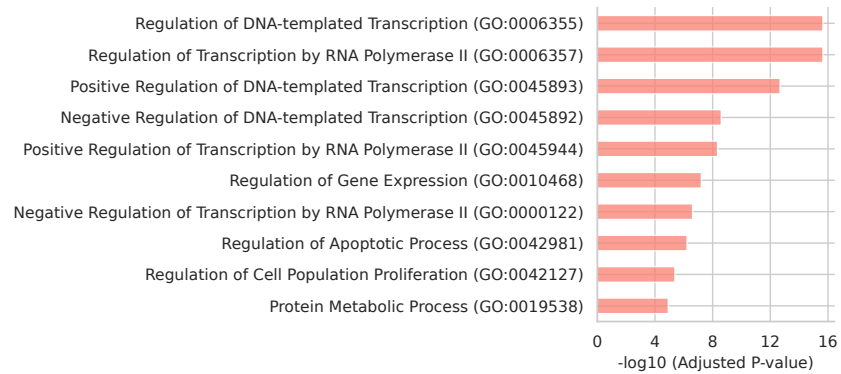 Regulation of DNA-templated Transcription (GO:0006355)
Regulation of Transcription by RNA Polymerase II (GO:0006357)
Positive Regulation of DNA-templated Transcription (GO:0045893)
Negative Regulation of DNA-templated Transcription (GO:0045892)
Positive Regulation of Transcription by RNA Polymerase II (GO:0045944)
Regulation of Gene Expression (GO:0010468)
Negative Regulation of Transcription by RNA Polymerase II (GO:0000122)
Regulation of Apoptotic Process (GO:0042981)
Regulation of Cell Population Proliferation (GO:0042127)
Protein Metabolic Process (GO:0019538)
0 4 8 12 16
-log10 (Adjusted P-value)